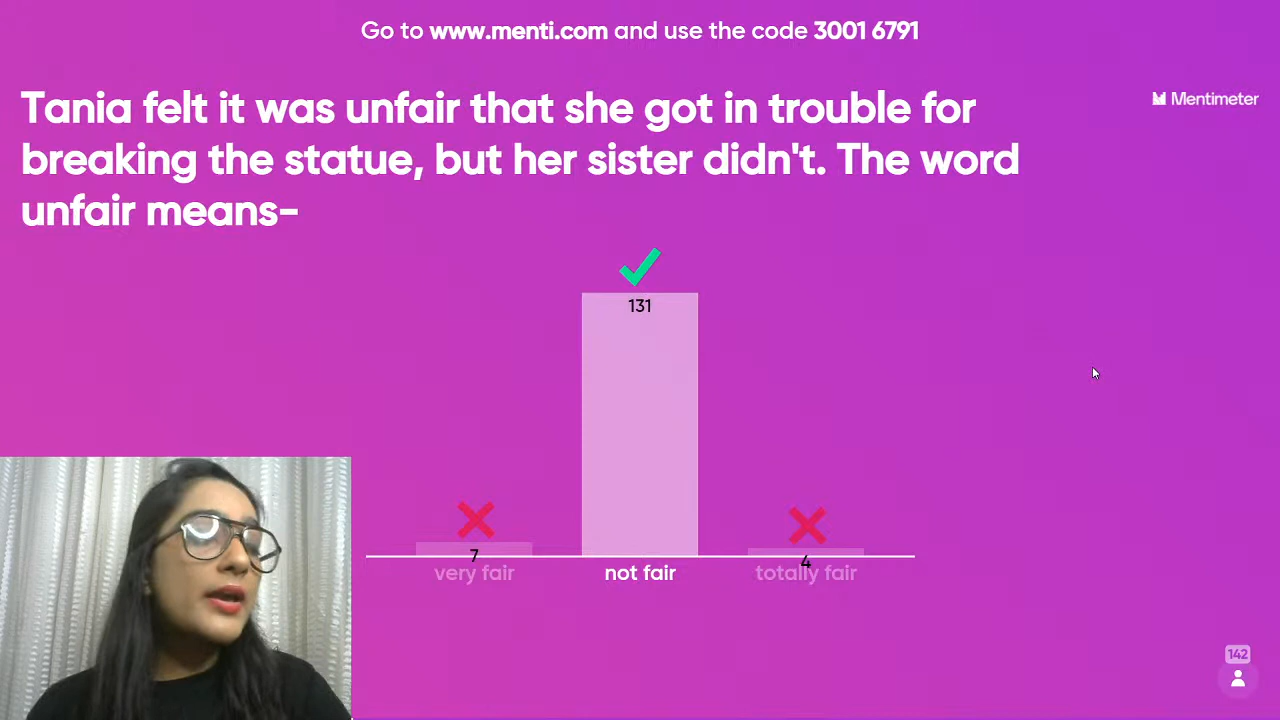 Go to www.menti.com and use the code 3001 6791
Mentimeter
Tania felt it was unfair that she got in trouble for
breaking the statue, but her sister didn't. The word
unfair means-
131
7
4
very fair
not fair
totally fair
142